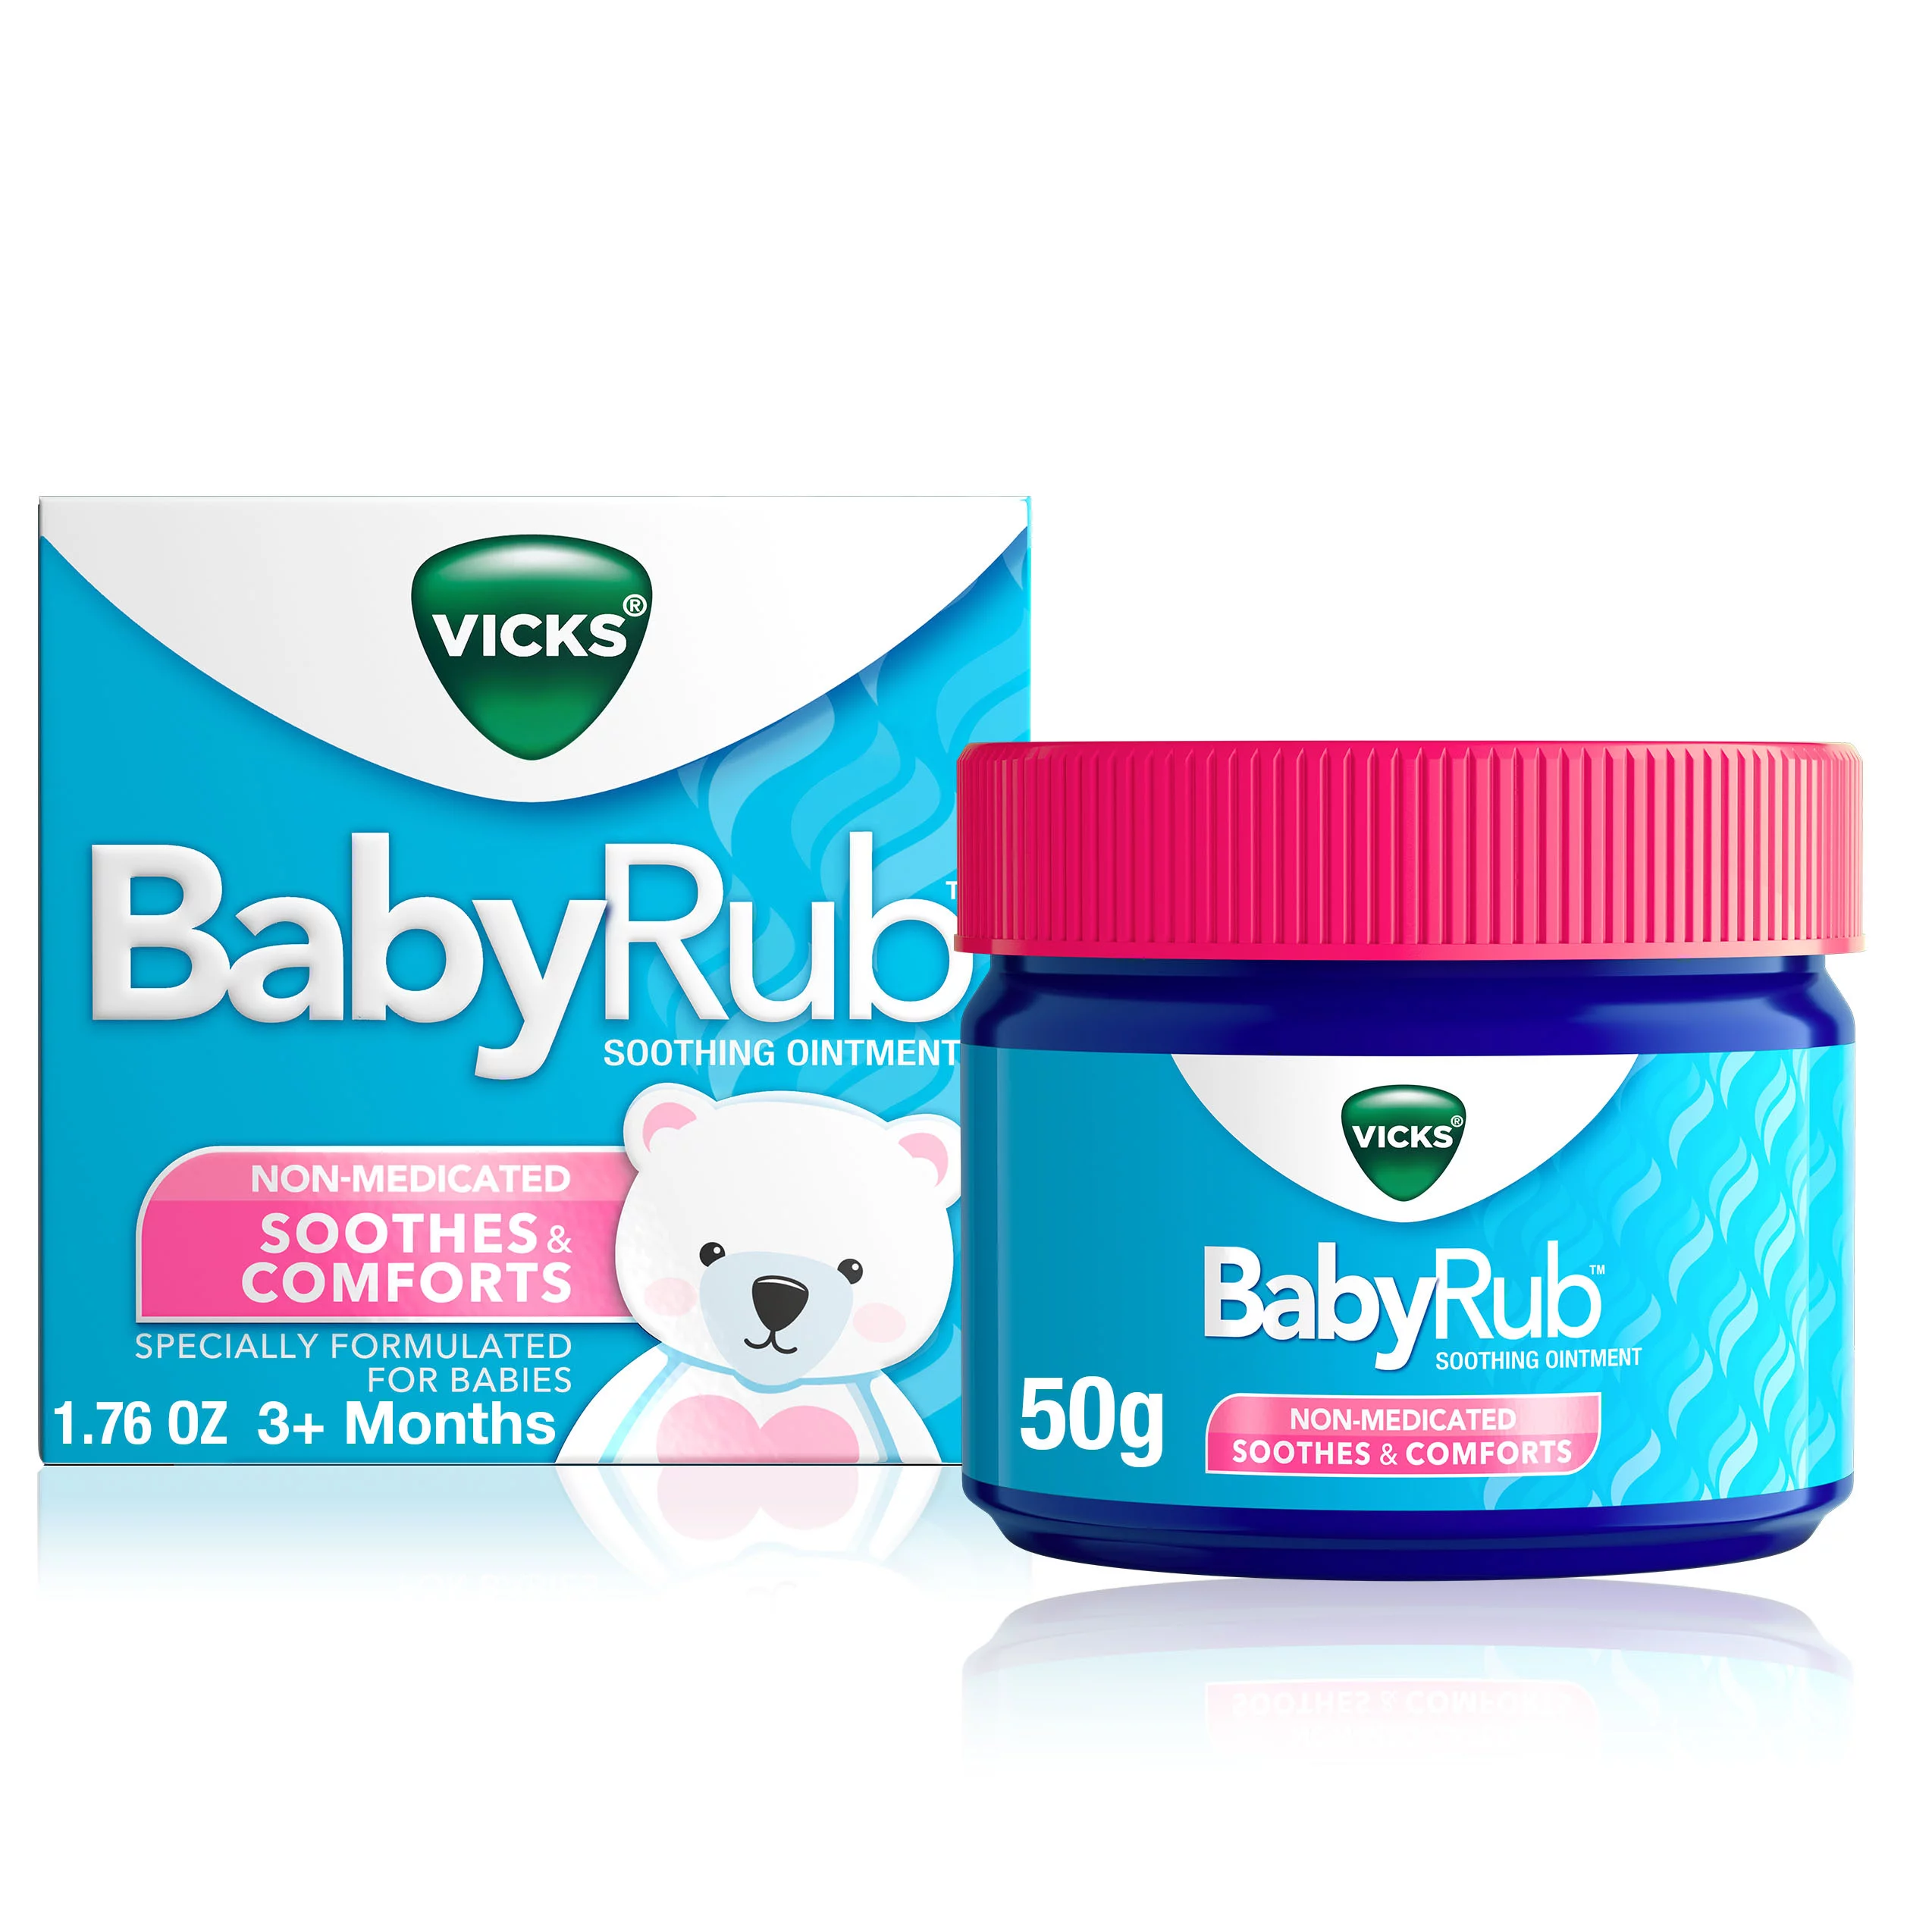 VICKS®
BabyRub
SOOTHING OINTMENT
NON-MEDICATED
SOOTHES &
COMFORTS
SPECIALLY FORMULATED
FOR BABIES
1.76 OZ 3+ Months
VICKS®
BabyRub™
SOOTHING OINTMENT
50g
NON-MEDICATED
SOOTHES & COMFORTS